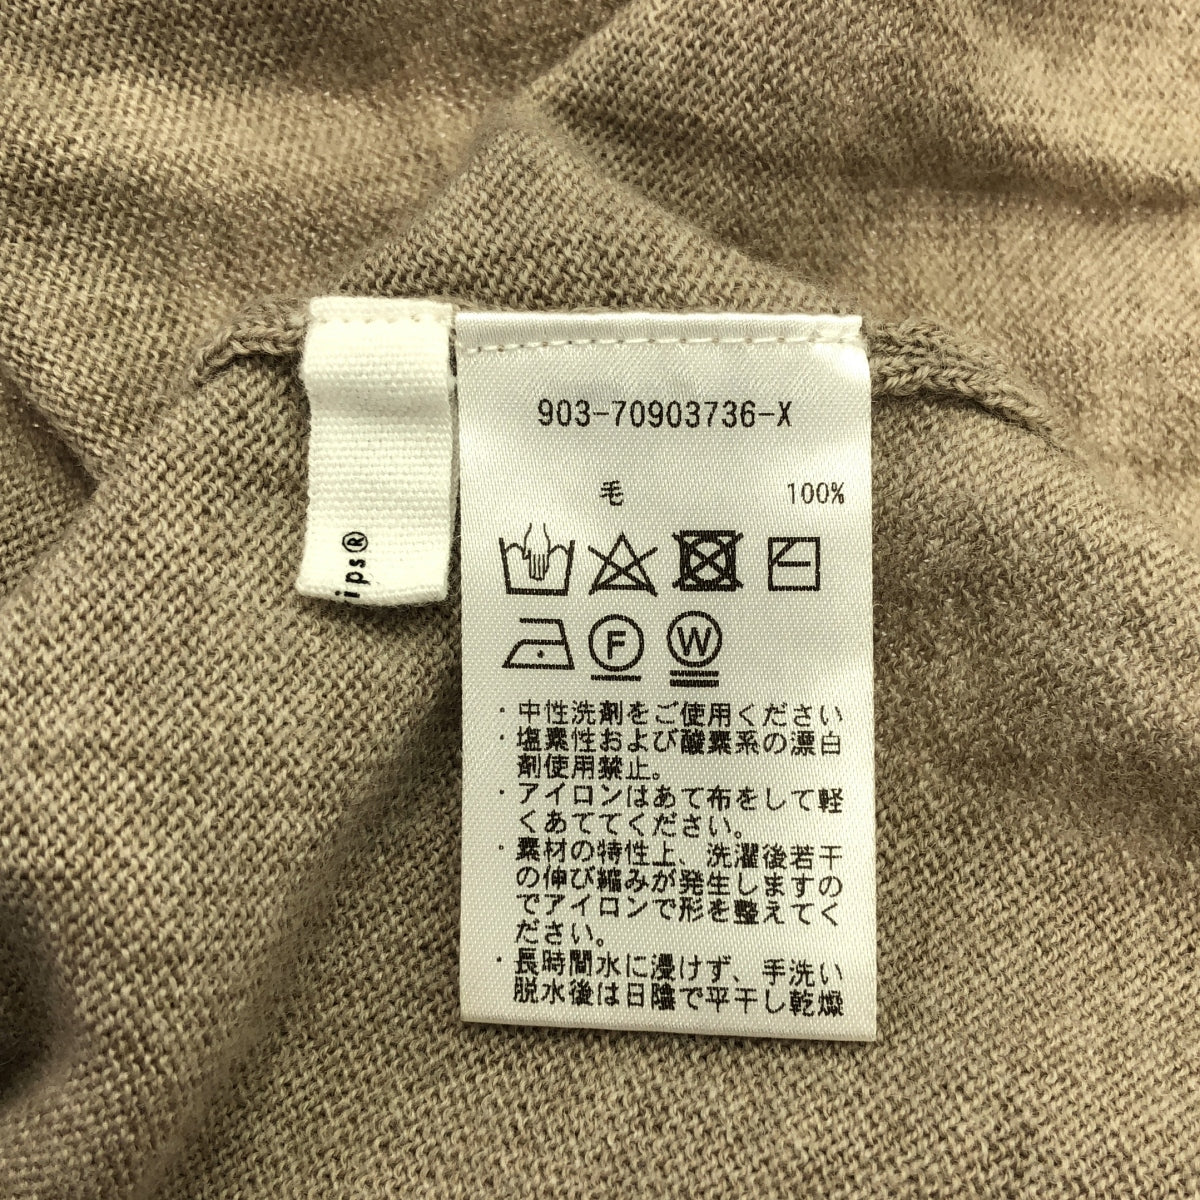 903-70903736-X
毛 100%
ips®
F W
・中性洗剤をご使用ください
・塩素性および酸素系の漂白
剤使用禁止。
・アイロンはあて布をして軽
くあててください。
・素材の特性上、洗濯後若干
の伸び縮みが発生しますの
でアイロンで形を整えてく
ださい。
・長時間水に浸けず、手洗い
脱水後は日陰で平干し乾燥